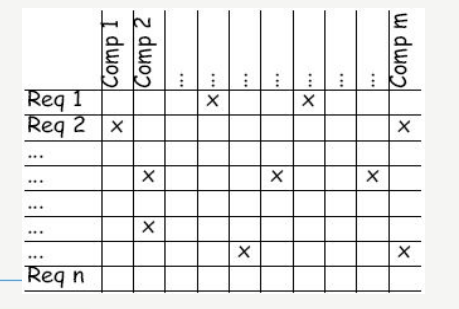 Comp 1 Comp 2 ... ... ... ... ... ... ... Comp m
Req 1 x x
Req 2 x x
...
... x x x
...
... x
... x x
Req n